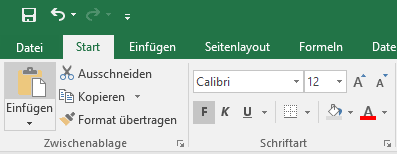 Datei Start Einfügen Seitenlayout Formeln Date
Ausschneiden
Calibri 12 A A
Einfügen Kopieren
F K U A
Format übertragen
Zwischenablage Schriftart